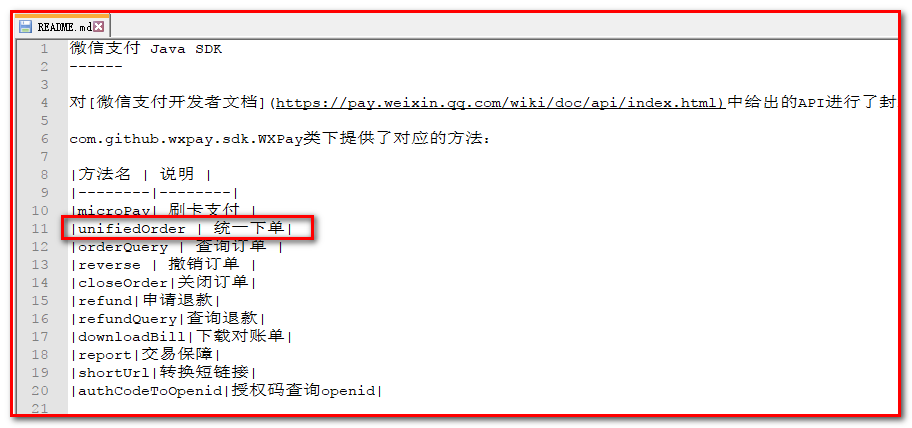 README.md
1 微信支付 Java SDK
2 ------
3
4 对[微信支付开发者文档](https://pay.weixin.qq.com/wiki/doc/api/index.html)中给出的API进行了封
5
6 com.github.wxpay.sdk.WXPay类下提供了对应的方法：
7
8 |方法名 | 说明 |
9 |--------|--------|
10 |microPay| 刷卡支付 |
11 |unifiedOrder | 统一下单|
12 |orderQuery | 查询订单 |
13 |reverse | 撤销订单 |
14 |closeOrder|关闭订单|
15 |refund|申请退款|
16 |refundQuery|查询退款|
17 |downloadBill|下载对账单|
18 |report|交易保障|
19 |shortUrl|转换短链接|
20 |authCodeToOpenid|授权码查询openid|
21